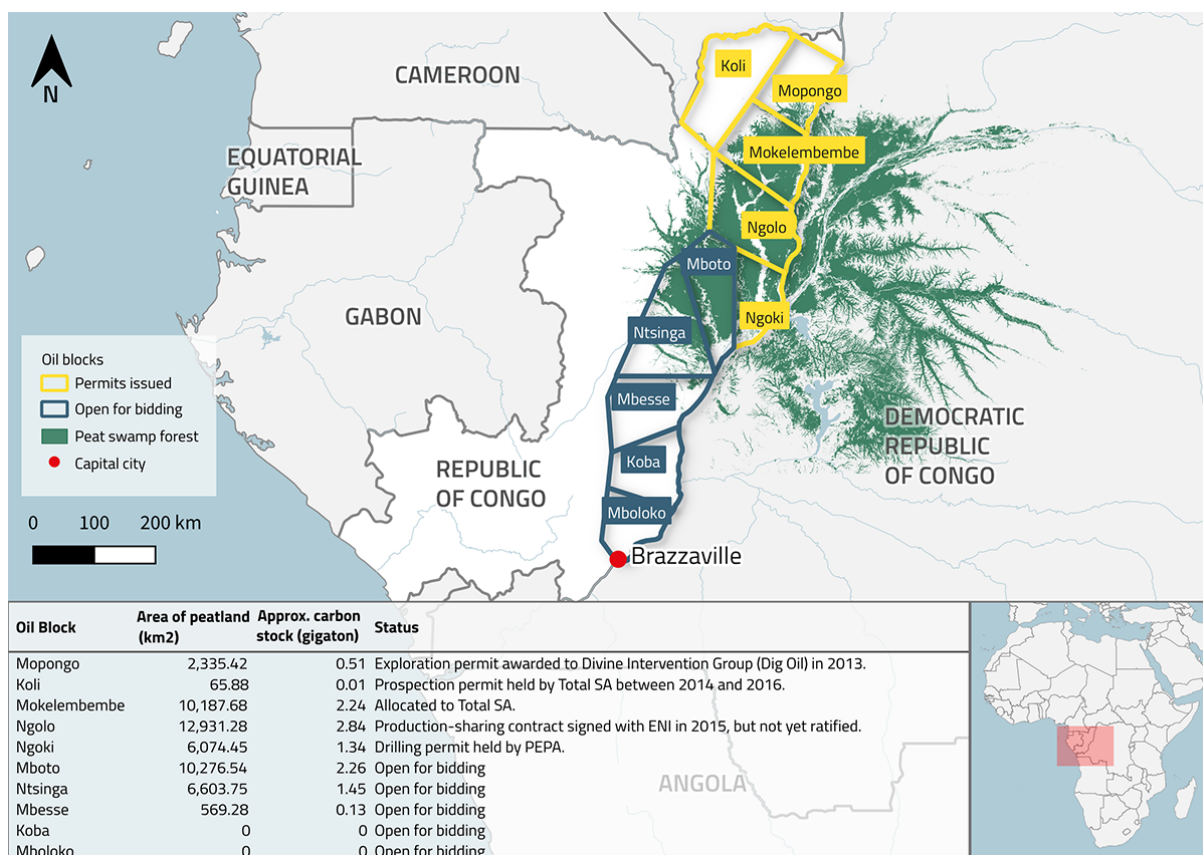 N
CAMEROON
EQUATORIAL
GUINEA
GABON
REPUBLIC
OF CONGO
DEMOCRATIC
REPUBLIC
OF CONGO
ANGOLA
Koli
Mopongo
Mokelembembe
Ngolo
Mboto
Ngoki
Ntsinga
Mbesse
Koba
Mboloko
Brazzaville
Oil blocks
Permits issued
Open for bidding
Peat swamp forest
Capital city
0 100 200 km
Oil Block Area of peatland (km2) Approx. carbon stock (gigaton) Status
Mopongo 2,335.42 0.51 Exploration permit awarded to Divine Intervention Group (Dig Oil) in 2013.
Koli 65.88 0.01 Prospection permit held by Total SA between 2014 and 2016.
Mokelembembe 10,187.68 2.24 Allocated to Total SA.
Ngolo 12,931.28 2.84 Production-sharing contract signed with ENI in 2015, but not yet ratified.
Ngoki 6,074.45 1.34 Drilling permit held by PEPA.
Mboto 10,276.54 2.26 Open for bidding
Ntsinga 6,603.75 1.45 Open for bidding
Mbesse 569.28 0.13 Open for bidding
Koba 0 0 Open for bidding
Mboloko 0 0 Open for bidding